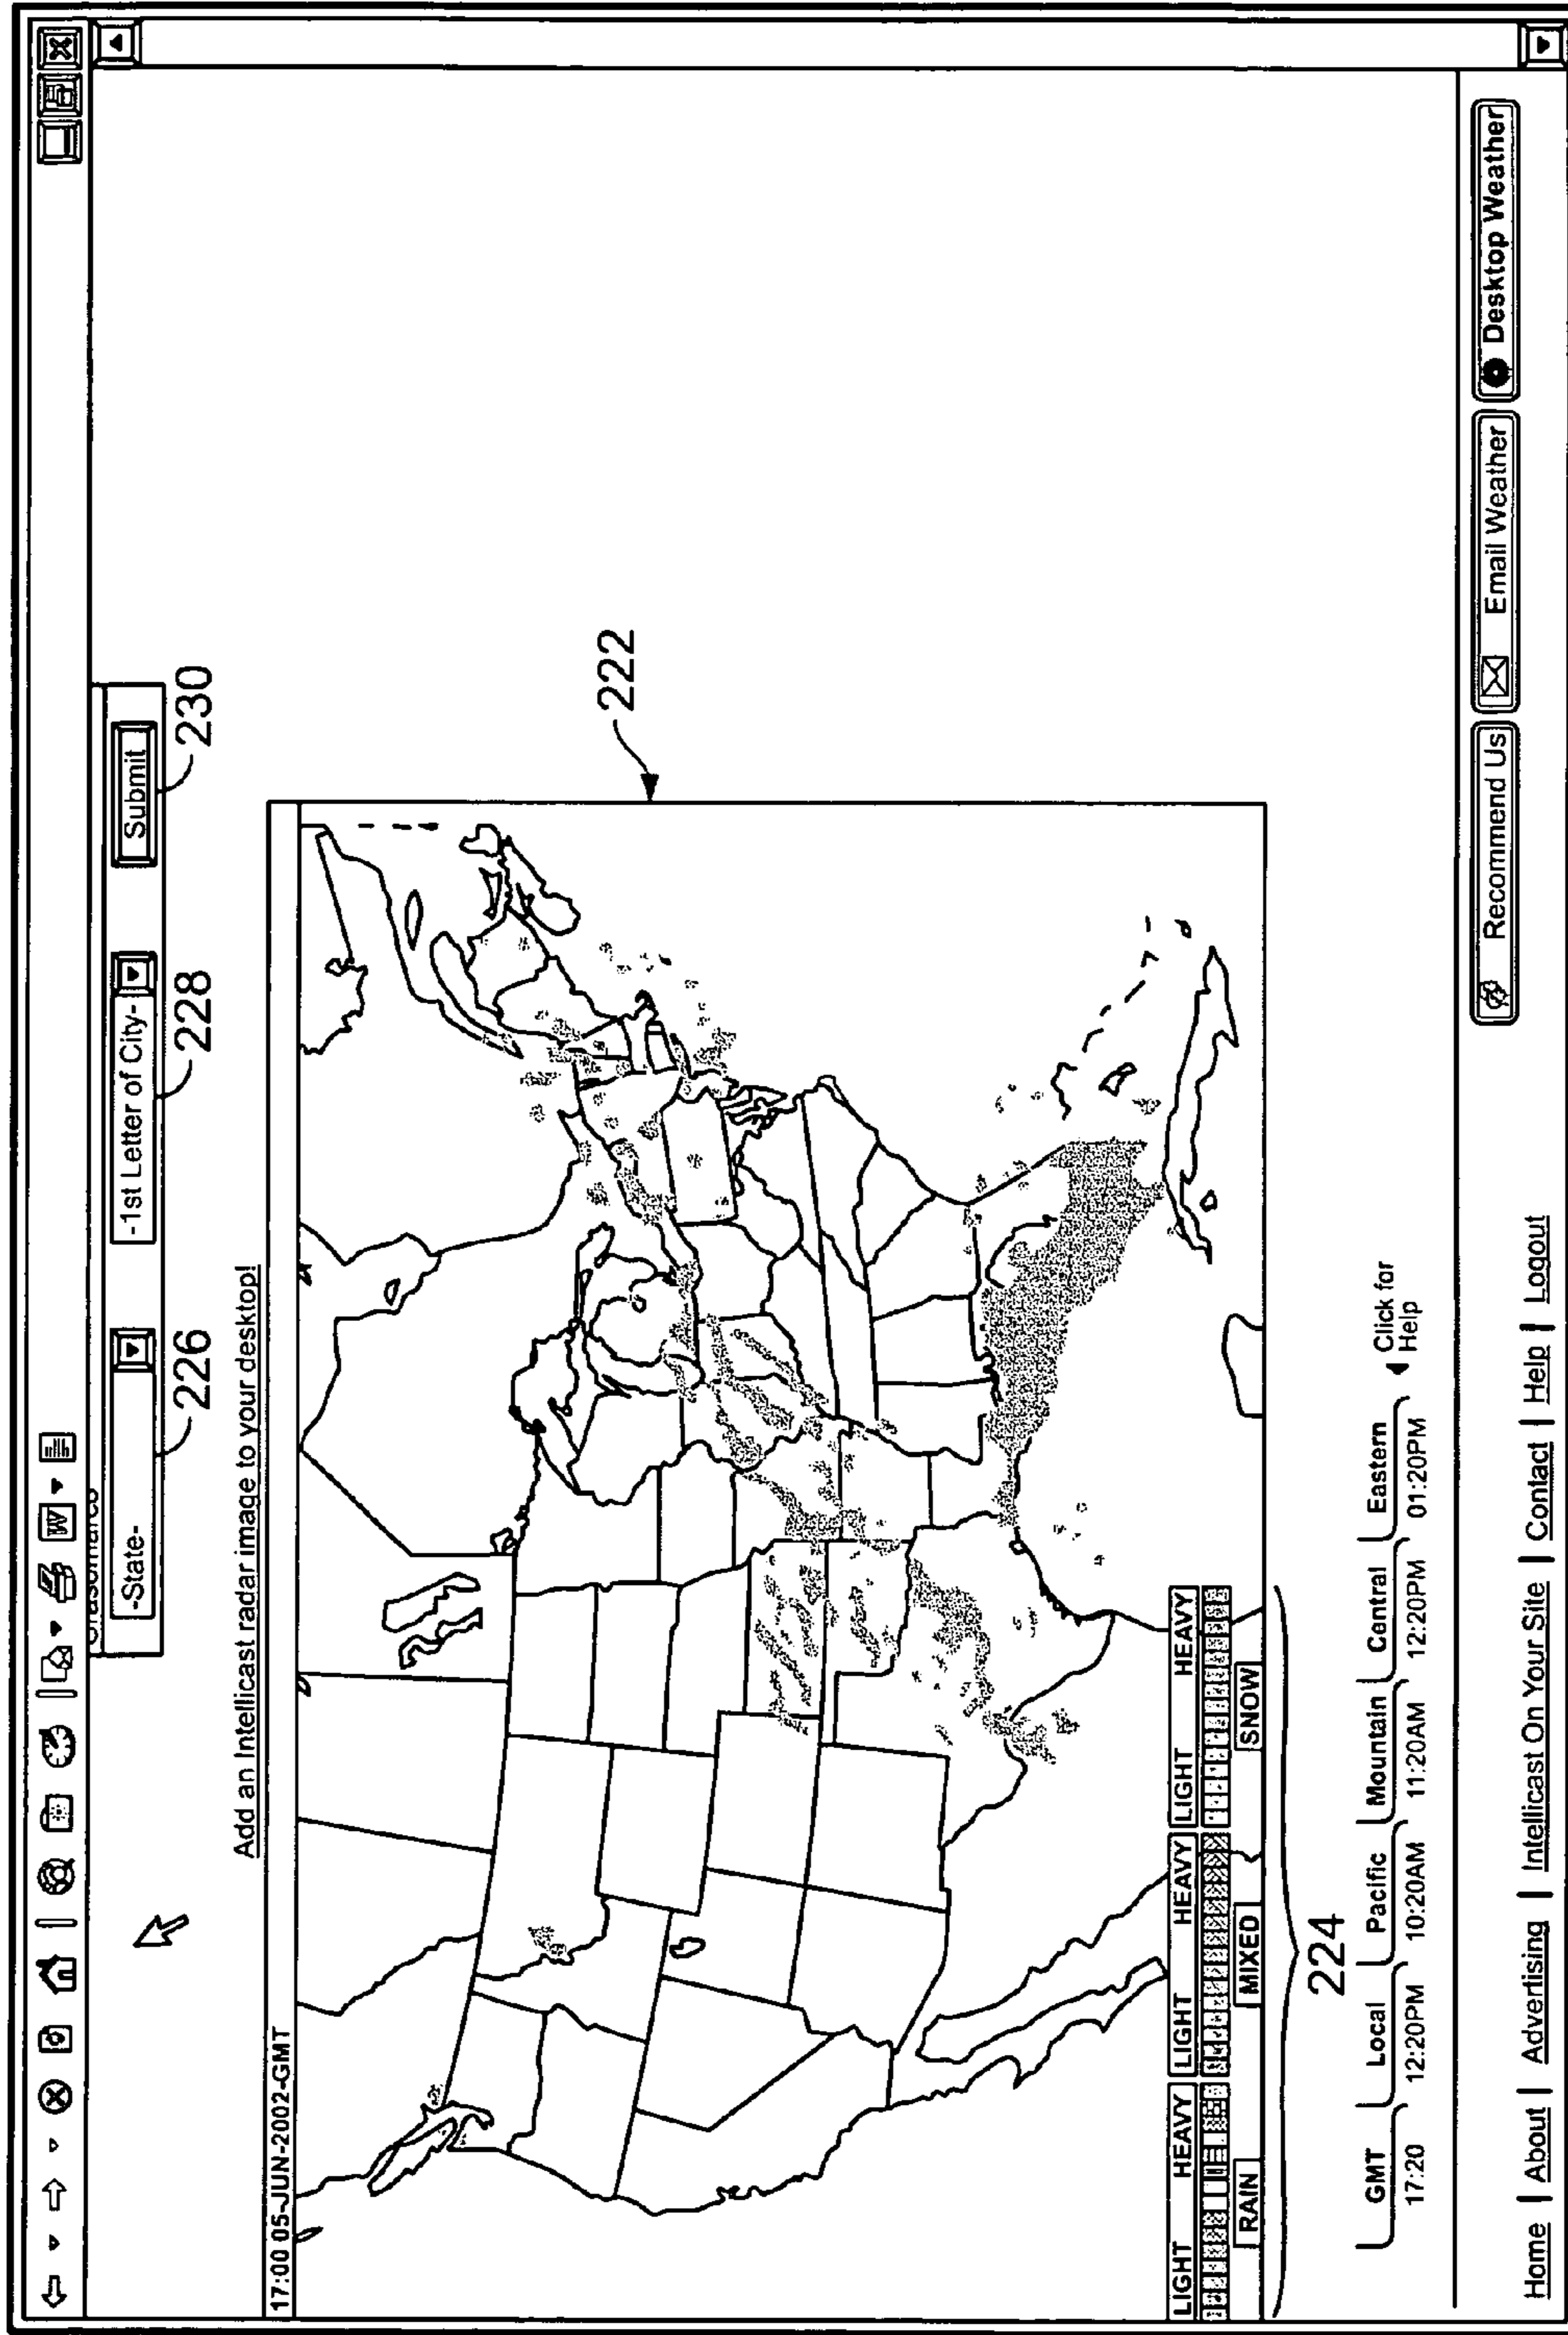 -State-
-1st Letter of City-
Submit
226
228
230
Add an Intellicast radar image to your desktop!
17:00 05-JUN-2002-GMT
222
LIGHT HEAVY LIGHT HEAVY LIGHT HEAVY
RAIN MIXED SNOW
224
GMT Local Pacific Mountain Central Eastern
17:20 12:20PM 10:20AM 11:20AM 12:20PM 01:20PM
Click for
Help
Recommend Us
Email Weather
Desktop Weather
Home | About | Advertising | Intellicast On Your Site | Contact | Help | Logout